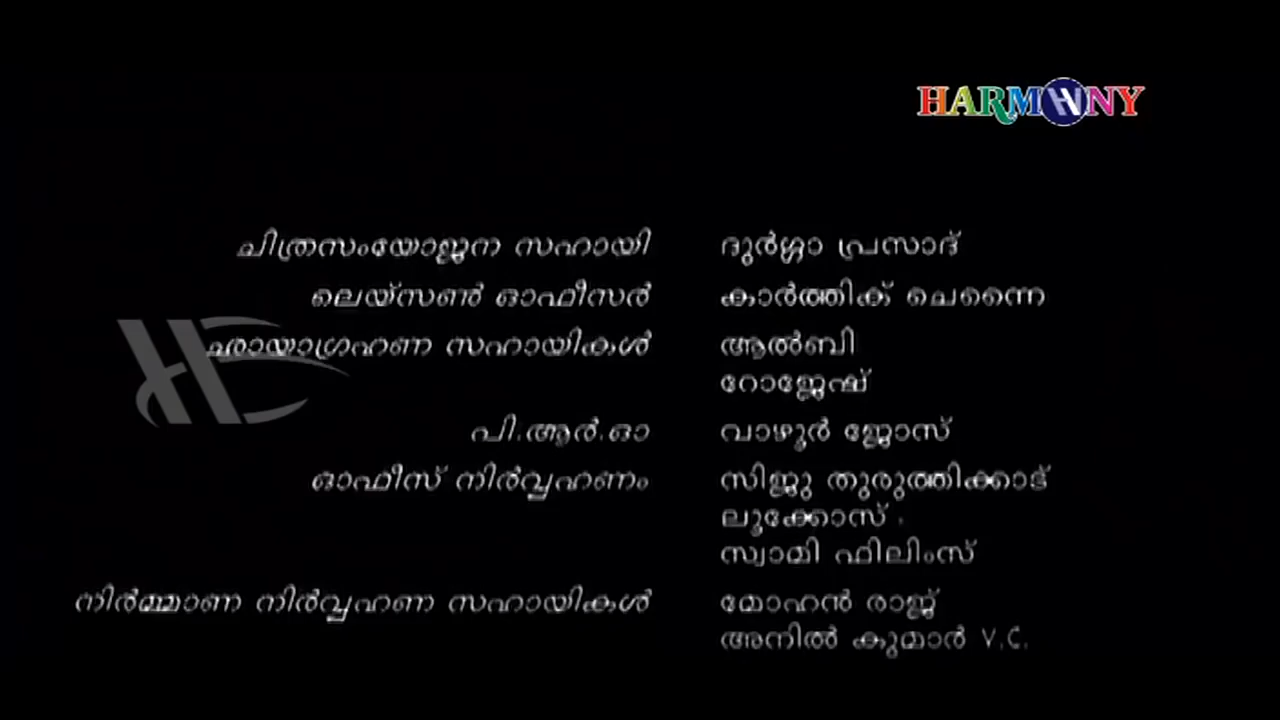 HARMONY
ചിത്രസംയോജന സഹായി ദുർഗ്ഗാ പ്രസാദ്
ലെയ്സൺ ഓഫീസർ കാർത്തിക് ചെന്നൈ
ഛായാഗ്രഹണ സഹായികൾ ആൽബി
റോജേഷ്
പി.ആർ.ഓ വാഴൂർ ജോസ്
ഓഫീസ് നിർവ്വഹണം സിജു തുരുത്തിക്കാട്
ലൂക്കോസ്
സ്വാമി ഫിലിംസ്
നിർമ്മാണ നിർവ്വഹണ സഹായികൾ മോഹൻ രാജ്
അനിൽ കുമാർ V.C.